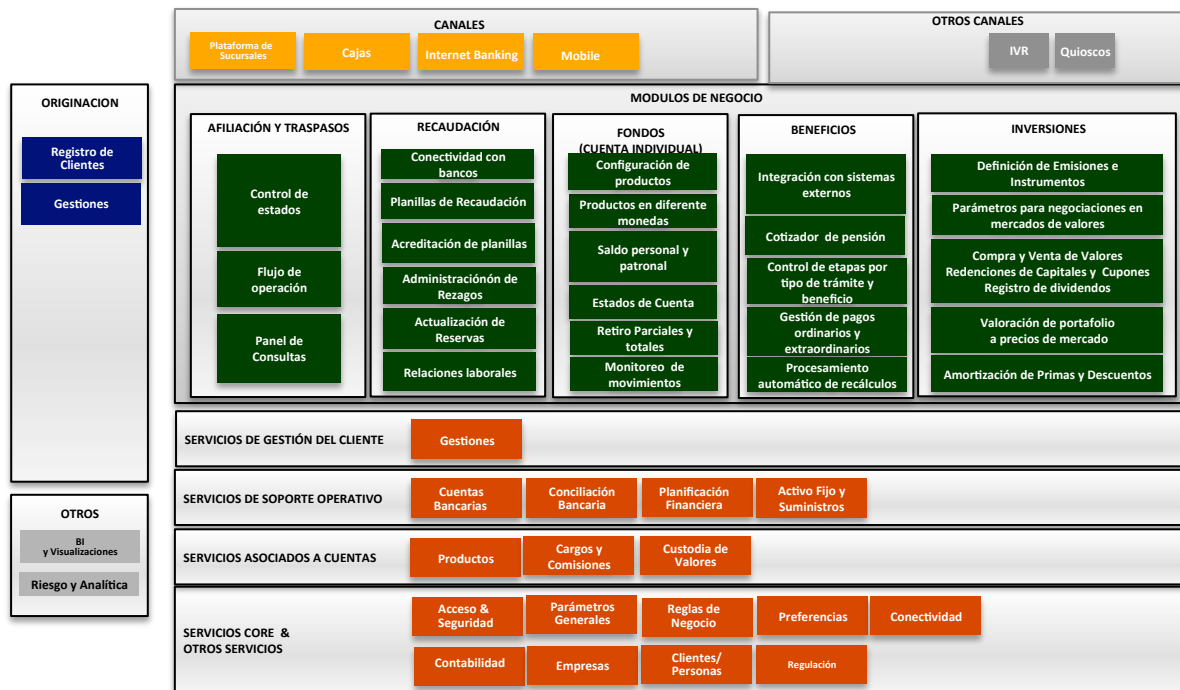 CANALES
Plataforma de
Sucursales
Cajas
Internet Banking
Mobile
OTROS CANALES
IVR
Quioscos
ORIGINACION
Registro de
Clientes
Gestiones
MODULOS DE NEGOCIO
AFILIACIÓN Y TRASPASOS
Control de
estados
Flujo de
operación
Panel de
Consultas
RECAUDACIÓN
Conectividad con
bancos
Planillas de Recaudación
Acreditación de planillas
Administraciónón de
Rezagos
Actualización de
Reservas
Relaciones laborales
FONDOS
(CUENTA INDIVIDUAL)
Configuración de
productos
Productos en diferente
monedas
Saldo personal y
patronal
Estados de Cuenta
Retiro Parciales y
totales
Monitoreo de
movimientos
BENEFICIOS
Integración con sistemas
externos
Cotizador de pensión
Control de etapas por
tipo de trámite y
beneficio
Gestión de pagos
ordinarios y
extraordinarios
Procesamiento
automático de recálculos
INVERSIONES
Definición de Emisiones e
Instrumentos
Parámetros para negociaciones en
mercados de valores
Compra y Venta de Valores
Redenciones de Capitales y Cupones
Registro de dividendos
Valoración de portafolio
a precios de mercado
Amortización de Primas y Descuentos
SERVICIOS DE GESTIÓN DEL CLIENTE
Gestiones
SERVICIOS DE SOPORTE OPERATIVO
Cuentas
Bancarias
Conciliación
Bancaria
Planificación
Financiera
Activo Fijo y
Suministros
OTROS
BI
y Visualizaciones
Riesgo y Analítica
SERVICIOS ASOCIADOS A CUENTAS
Productos
Cargos y
Comisiones
Custodia de
Valores
SERVICIOS CORE &
OTROS SERVICIOS
Acceso &
Seguridad
Parámetros
Generales
Reglas de
Negocio
Preferencias
Conectividad
Contabilidad
Empresas
Clientes/
Personas
Regulación